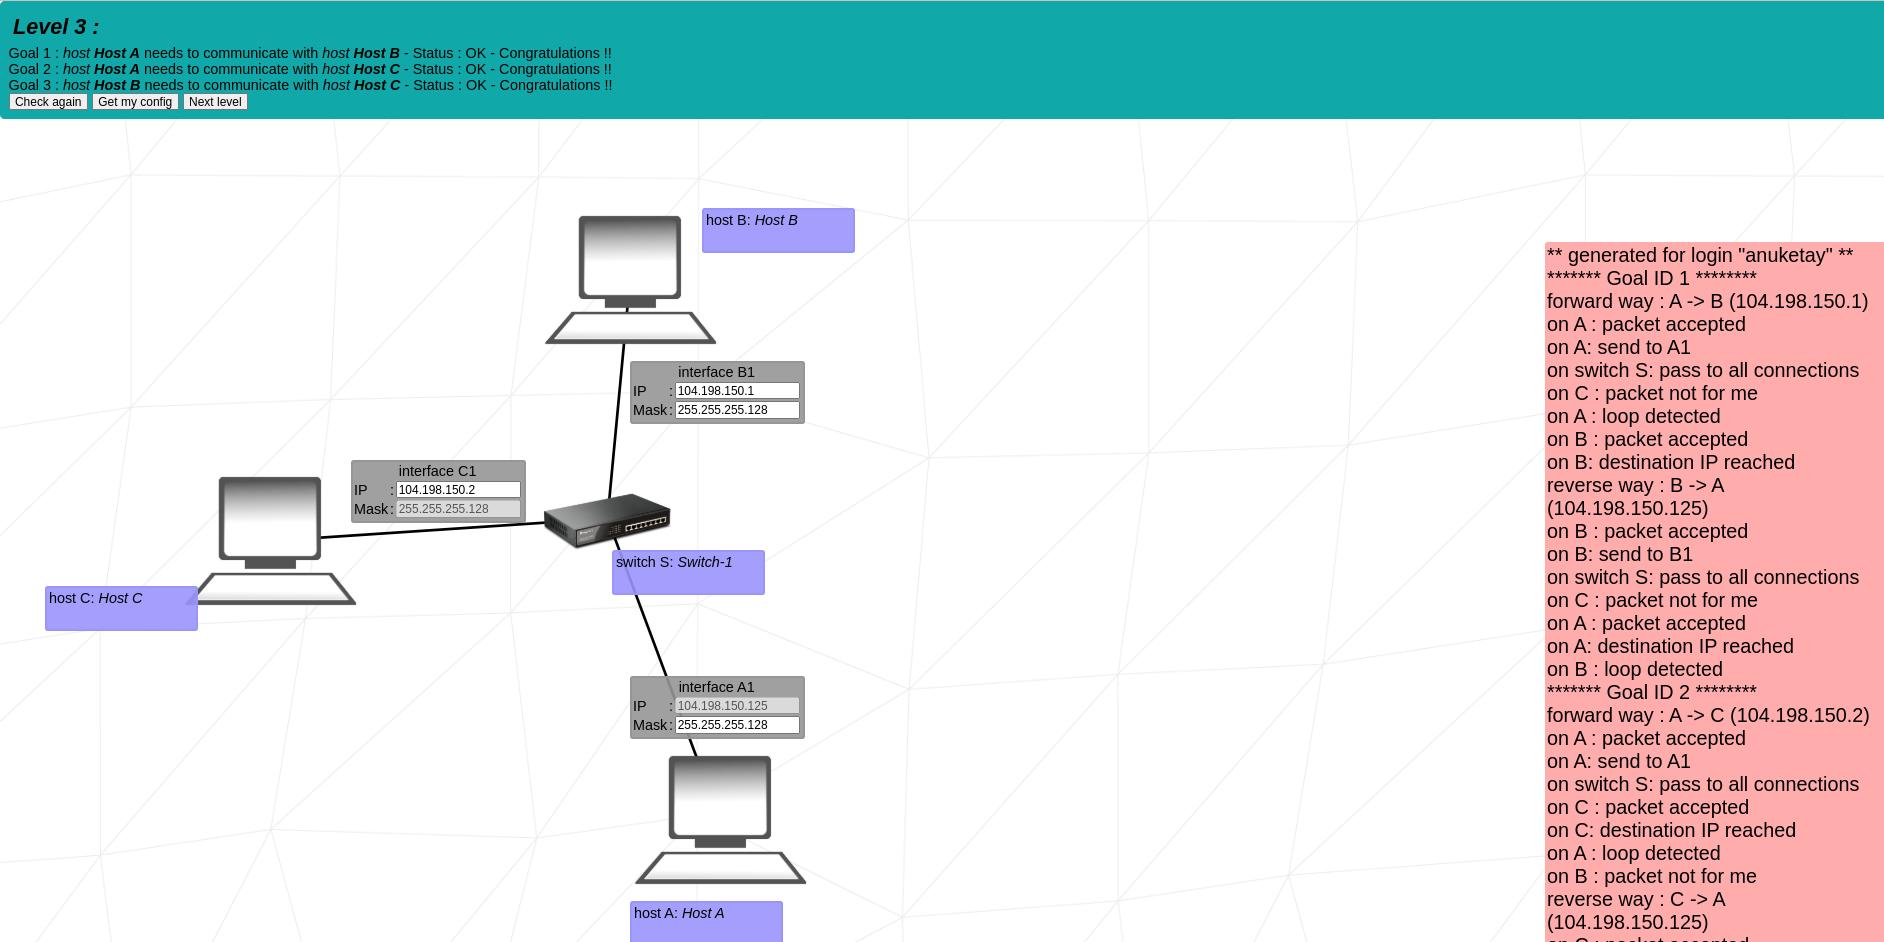 Level 3 :
Goal 1 : host Host A needs to communicate with host Host B - Status : OK - Congratulations !!
Goal 2 : host Host A needs to communicate with host Host C - Status : OK - Congratulations !!
Goal 3 : host Host B needs to communicate with host Host C - Status : OK - Congratulations !!
Check again Get my config Next level
host B: Host B
interface B1
IP : 104.198.150.1
Mask : 255.255.255.128
interface C1
IP : 104.198.150.2
Mask : 255.255.255.128
switch S: Switch-1
host C: Host C
interface A1
IP : 104.198.150.125
Mask : 255.255.255.128
host A: Host A
** generated for login "anuketay" **
******* Goal ID 1 ********
forward way : A -> B (104.198.150.1)
on A : packet accepted
on A: send to A1
on switch S: pass to all connections
on C : packet not for me
on A : loop detected
on B : packet accepted
on B: destination IP reached
reverse way : B -> A
(104.198.150.125)
on B : packet accepted
on B: send to B1
on switch S: pass to all connections
on C : packet not for me
on A : packet accepted
on A: destination IP reached
on B : loop detected
******* Goal ID 2 ********
forward way : A -> C (104.198.150.2)
on A : packet accepted
on A: send to A1
on switch S: pass to all connections
on C : packet accepted
on C: destination IP reached
on A : loop detected
on B : packet not for me
reverse way : C -> A
(104.198.150.125)
on C : packet accepted